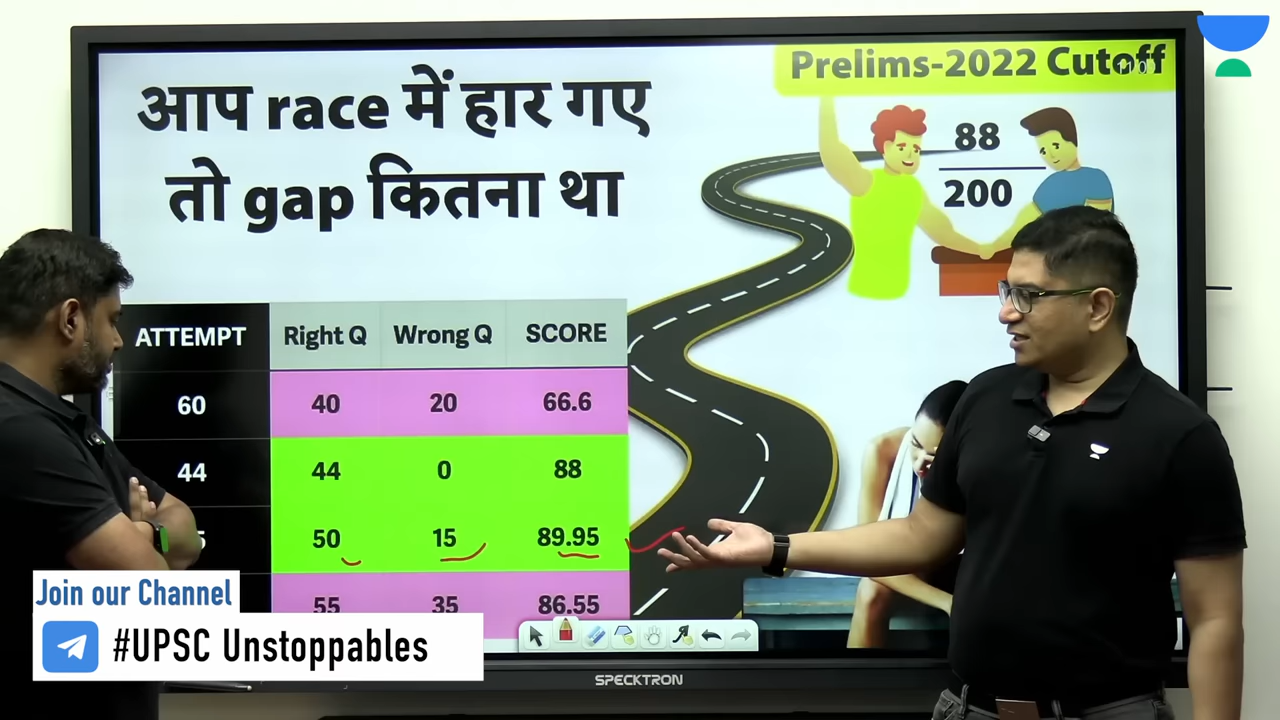 आप race में हार गए
तो gap कितना था
Prelims-2022 Cutoff
88
200
ATTEMPT Right Q Wrong Q SCORE
60 40 20 66.6
44 44 0 88
5 50 15 89.95
55 35 86.55
Join our Channel
#UPSC Unstoppables
SPECKTRON